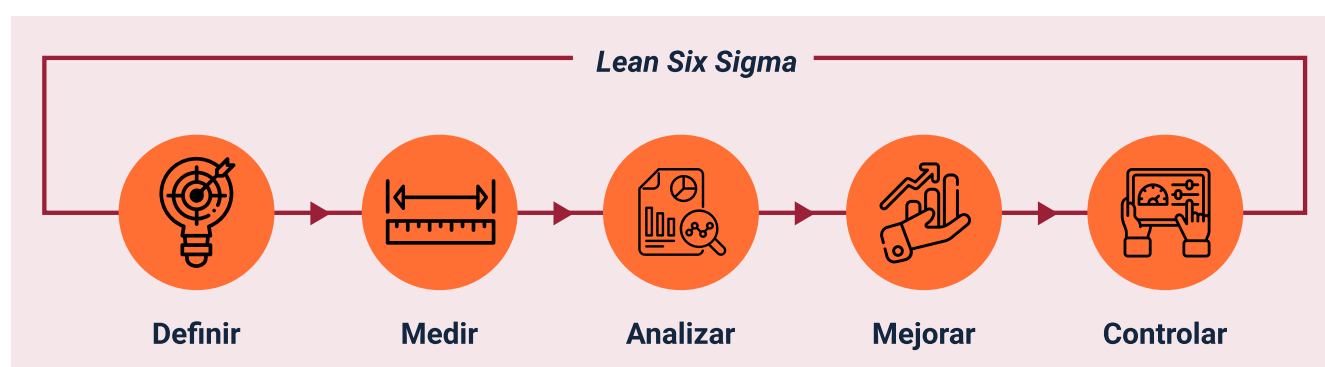 Lean Six Sigma
Definir
Medir
Analizar
Mejorar
Controlar